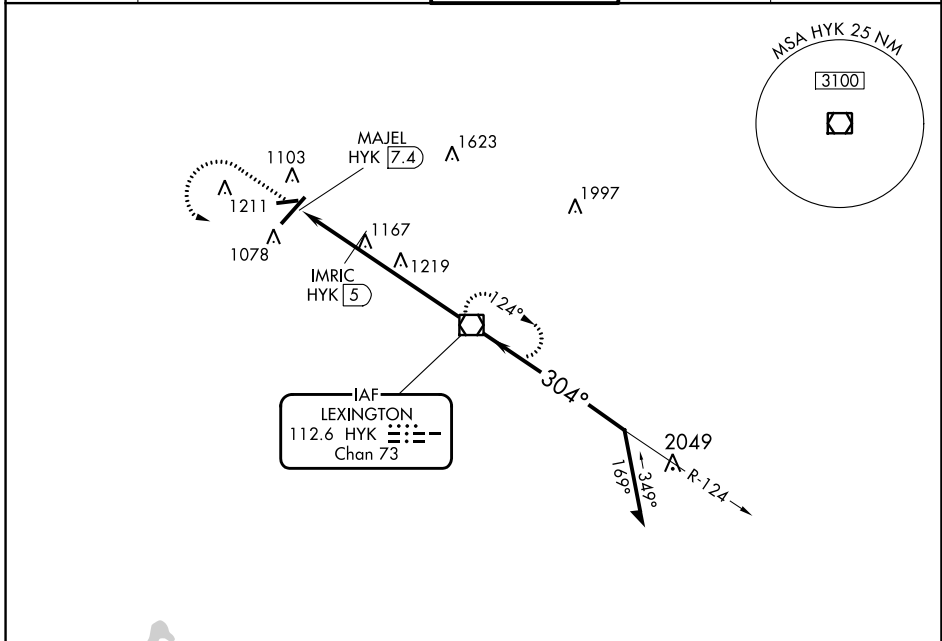 MSA HYK 25 NM
3100
MAJEL
HYK 7.4
1623
1103
1997
1211
1167
1078
1219
IMRIC
HYK 5
124°
IAF
LEXINGTON
112.6 HYK
Chan 73
304°
2049
R-124
349°
169°